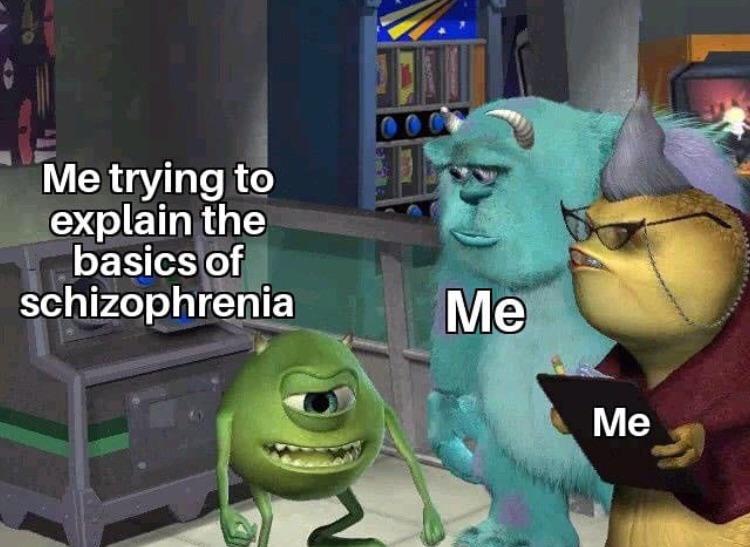 Me trying to
explain the
basics of
schizophrenia
Me
Me